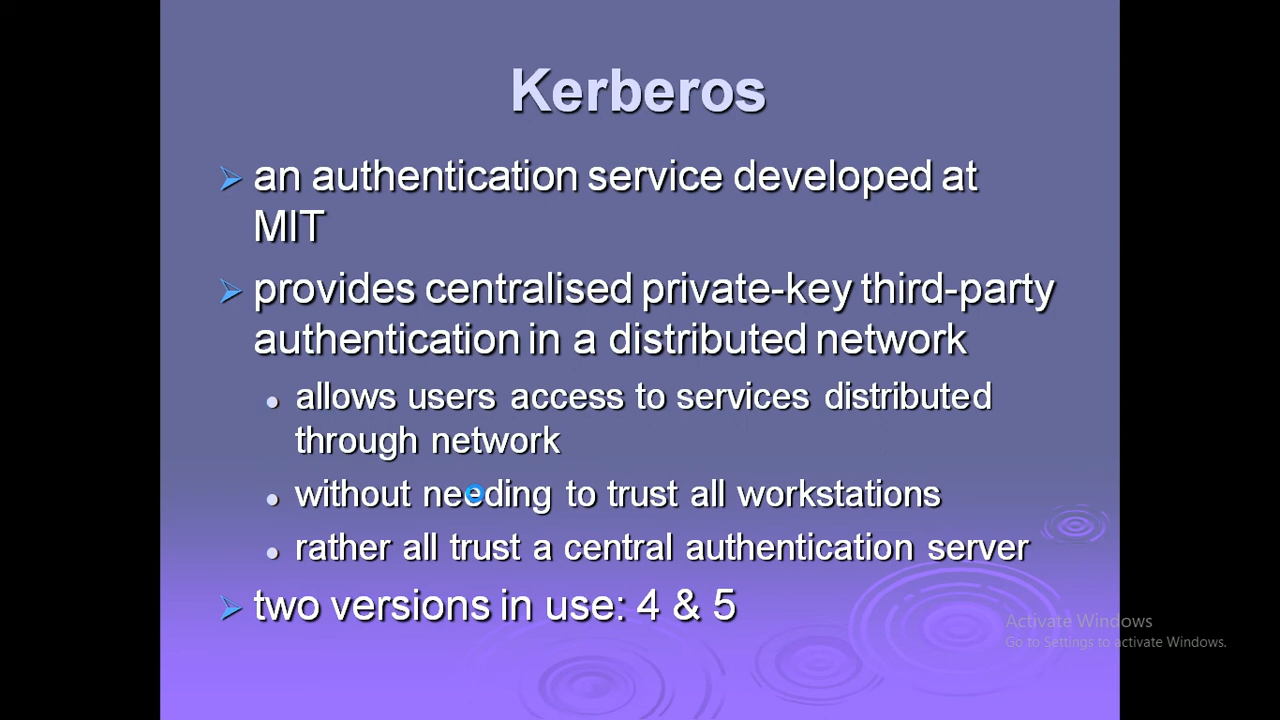 Kerberos
an authentication service developed at
MIT
provides centralised private-key third-party
authentication in a distributed network
allows users access to services distributed
through network
without needing to trust all workstations
rather all trust a central authentication server
two versions in use: 4 & 5
Activate Windows
Go to Settings to activate Windows.